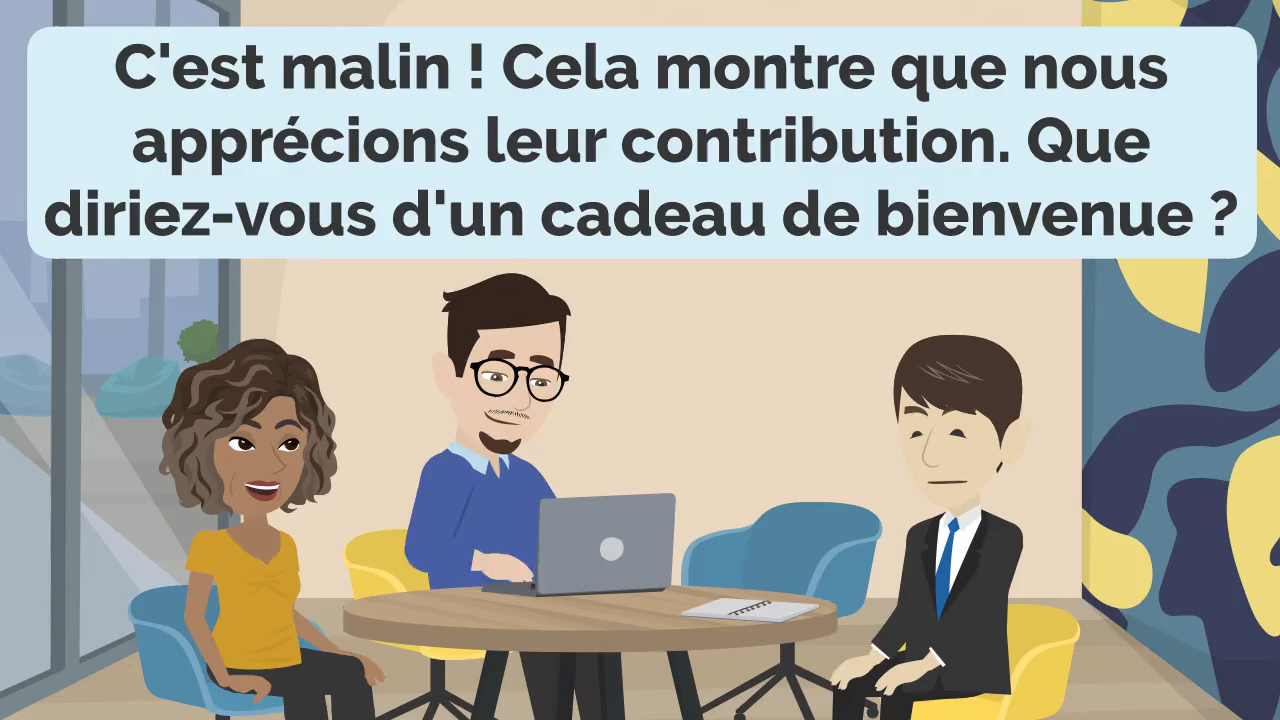 C'est malin ! Cela montre que nous
apprécions leur contribution. Que
diriez-vous d'un cadeau de bienvenue ?